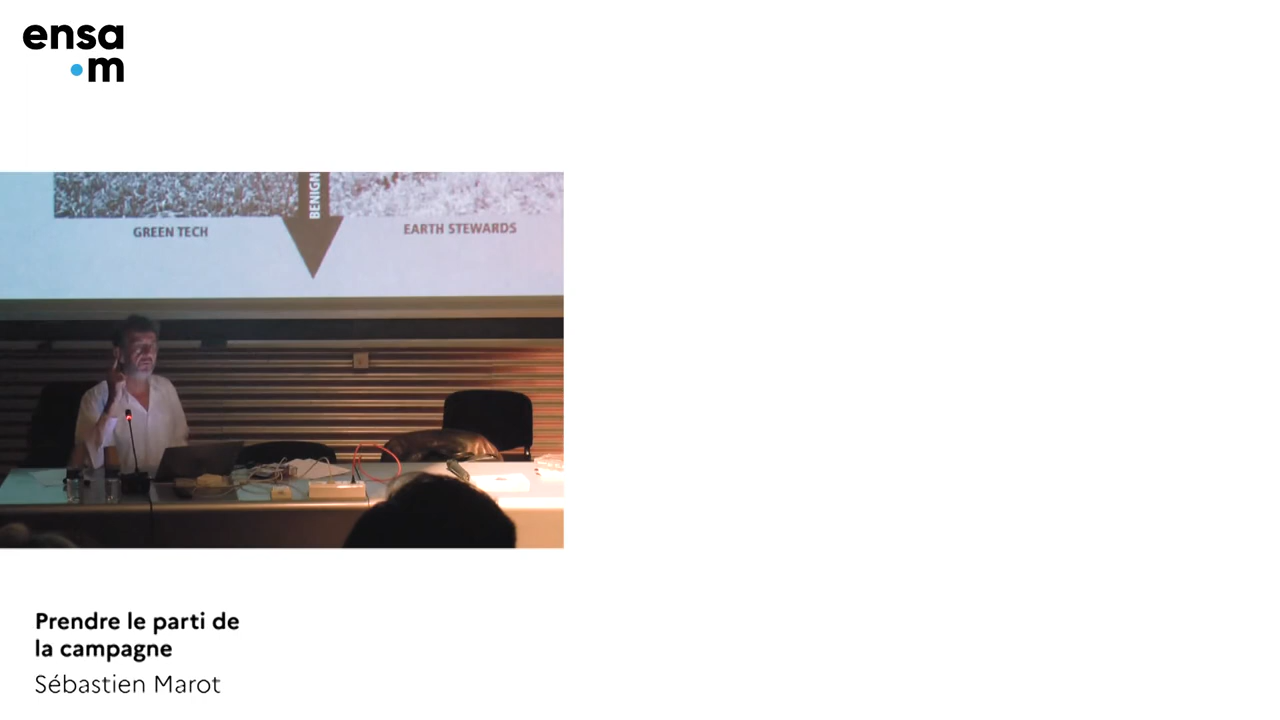 ensa
•m
BENIGN
GREEN TECH
EARTH STEWARDS
Prendre le parti de
la campagne
Sébastien Marot